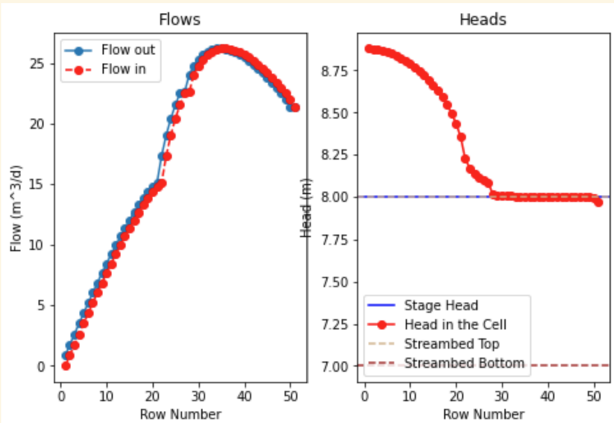 Flows
Flow out
Flow in
25
20
15
10
5
0
Flow (m^3/d)
0 10 20 30 40 50
Row Number
Heads
8.75
8.50
8.25
8.00
7.75
7.50
7.25
7.00
Head (m)
Stage Head
Head in the Cell
Streambed Top
Streambed Bottom
0 10 20 30 40 50
Row Number